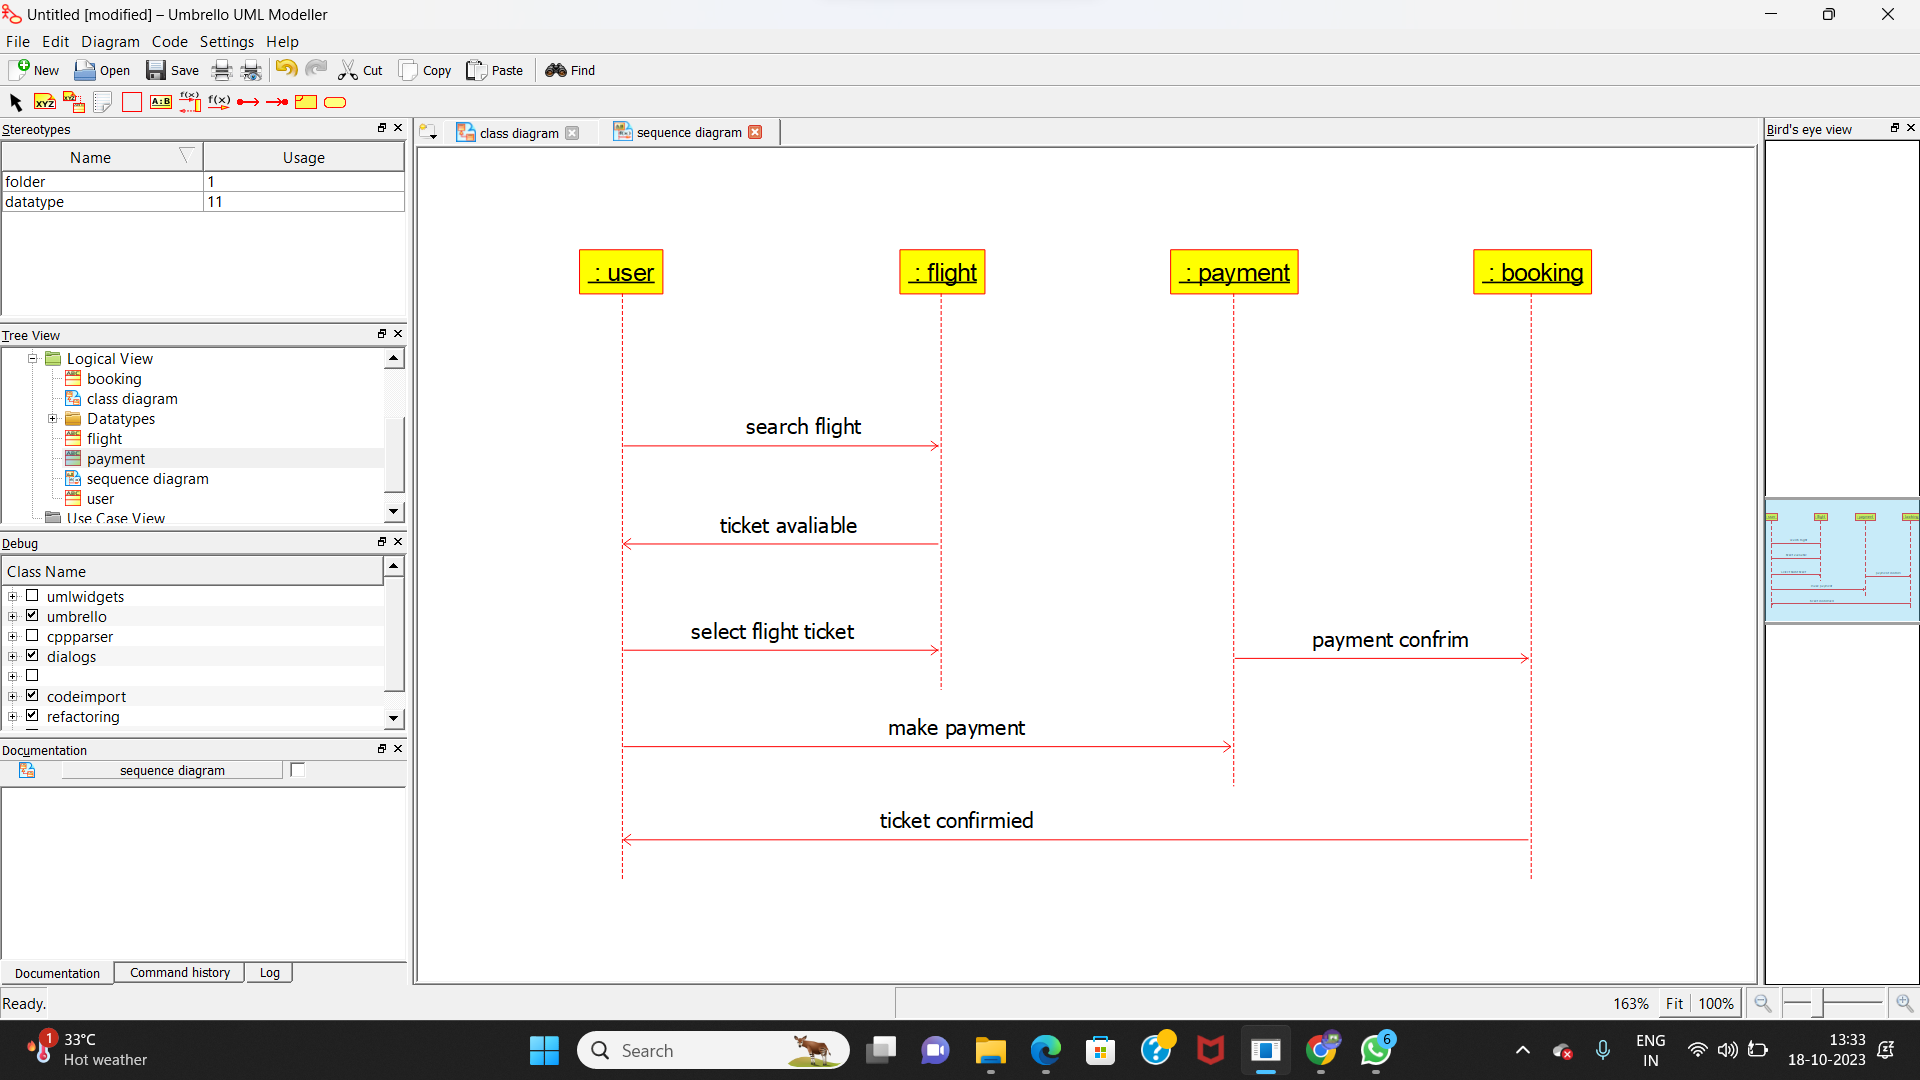 Untitled [modified] – Umbrello UML Modeller
File Edit Diagram Code Settings Help
New Open Save Cut Copy Paste Find
XYZ A:B f(x) f(x)
Stereotypes
Name Usage
folder 1
datatype 11
Tree View
Logical View
booking
class diagram
Datatypes
flight
payment
sequence diagram
user
Use Case View
Debug
Class Name
umlwidgets
umbrello
cppparser
dialogs
codeimport
refactoring
Documentation
sequence diagram
Documentation Command history Log
Ready.
class diagram sequence diagram
: user : flight : payment : booking
search flight
ticket avaliable
select flight ticket
payment confrim
make payment
ticket confirmied
Bird's eye view
163% Fit 100%
1 33°C
Hot weather
Search
6
ENG
IN
13:33
18-10-2023